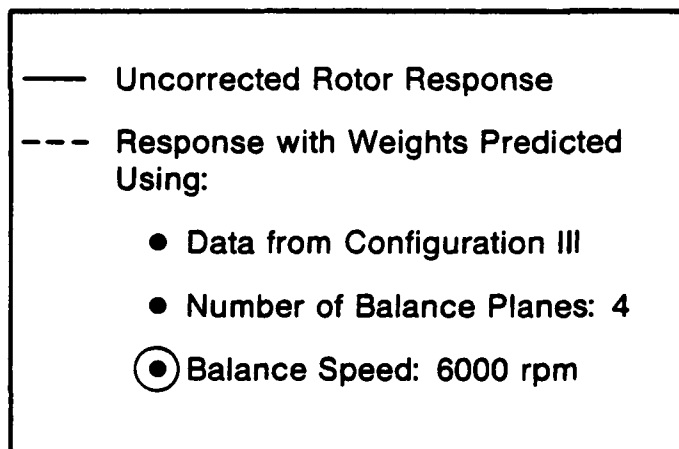 Uncorrected Rotor Response
Response with Weights Predicted
Using:
● Data from Configuration III
● Number of Balance Planes: 4
● Balance Speed: 6000 rpm